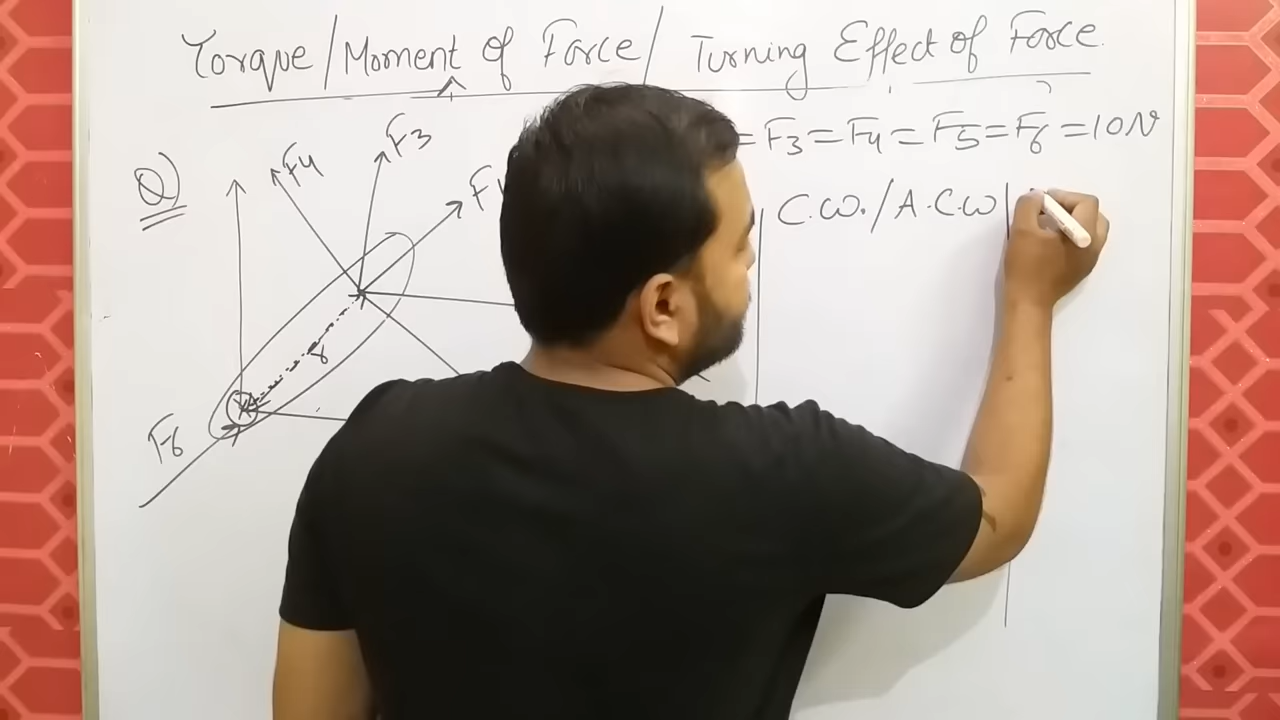 Torque/Moment of Force/ Turning Effect of Force.
= F3 = F4 = F5 = F6 = 10N
Q)
F4
F3
C.W./A.C.W
r
F6